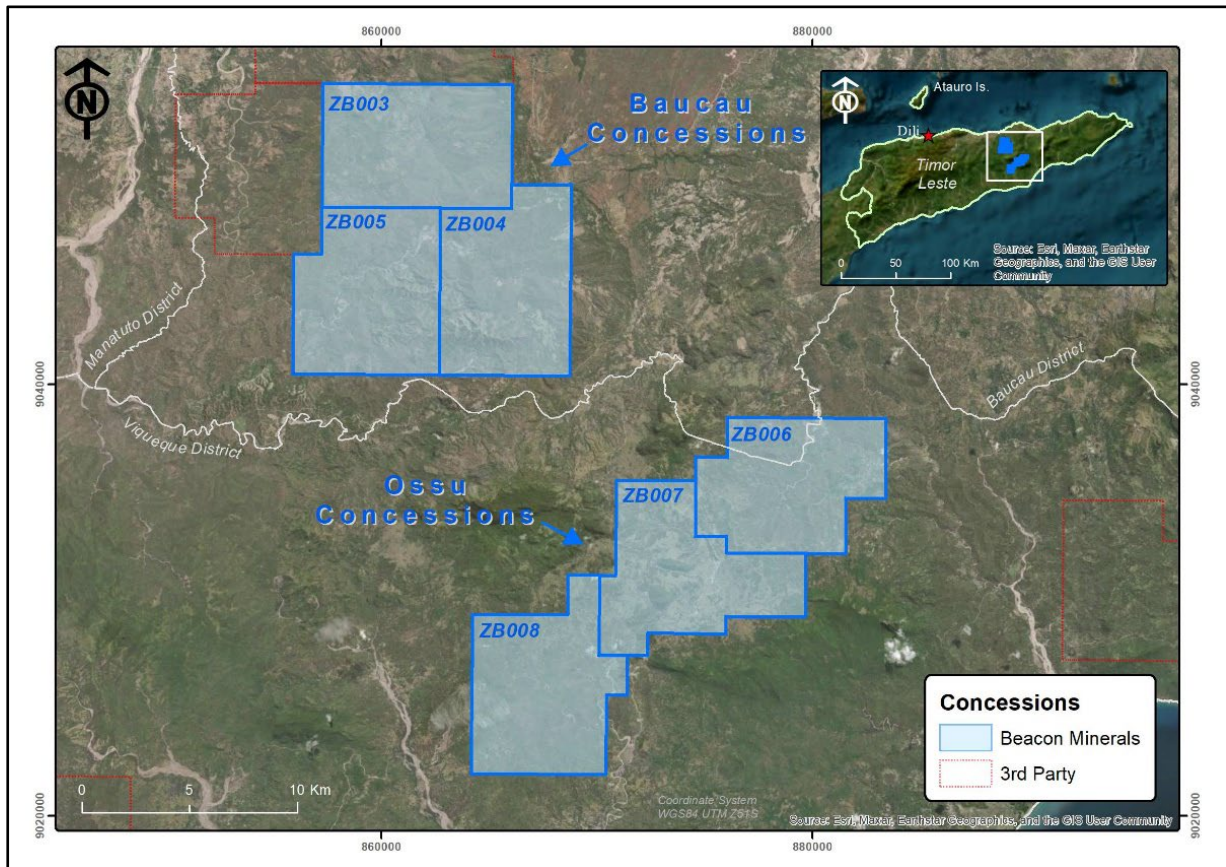 860000
880000
N
ZB003
Baucau
Concessions
ZB005
ZB004
N
Atauro Is.
Dili
Timor
Leste
0 50 100 Km
Source: Esri, Maxar, Earthstar
Geographics, and the GIS User
Community
Manatuto District
Viqueque District
Baucau District
9040000
9040000
ZB006
ZB007
Ossu
Concessions
ZB008
Concessions
Beacon Minerals
3rd Party
0 5 10 Km
Coordinate System
WGS84 UTM Z51S
Source: Esri, Maxar, Earthstar Geographics, and the GIS User Community
9020000
9020000
860000
880000